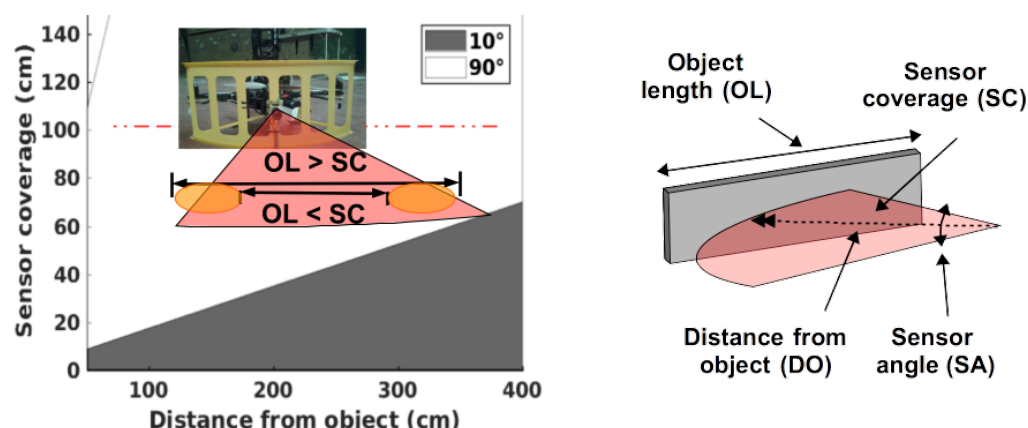 140
120
100
80
60
40
20
0
Sensor coverage (cm)
10°
90°
OL > SC
OL < SC
100
200
300
400
Distance from object (cm)
Object
length (OL)
Sensor
coverage (SC)
Distance from
object (DO)
Sensor
angle (SA)